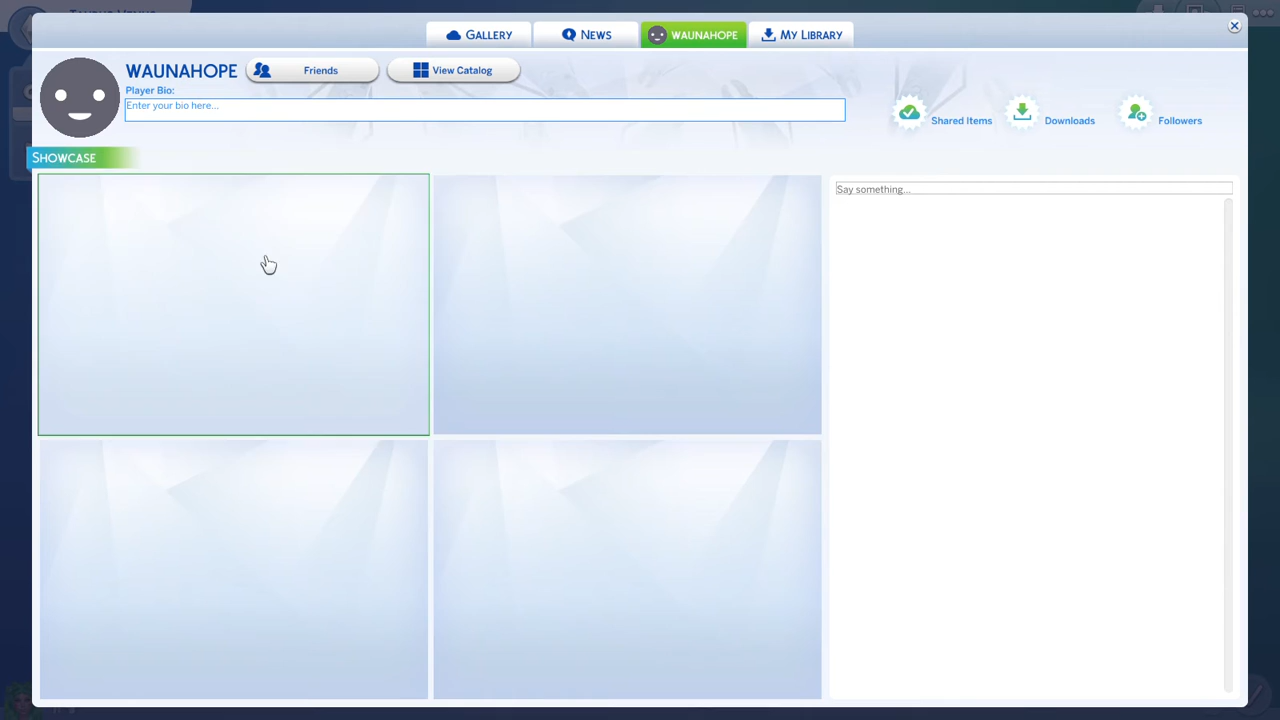 GALLERY
NEWS
WAUNAHOPE
MY LIBRARY
WAUNAHOPE
Friends
View Catalog
Player Bio:
Enter your bio here...
Shared Items
Downloads
Followers
SHOWCASE
Say something...